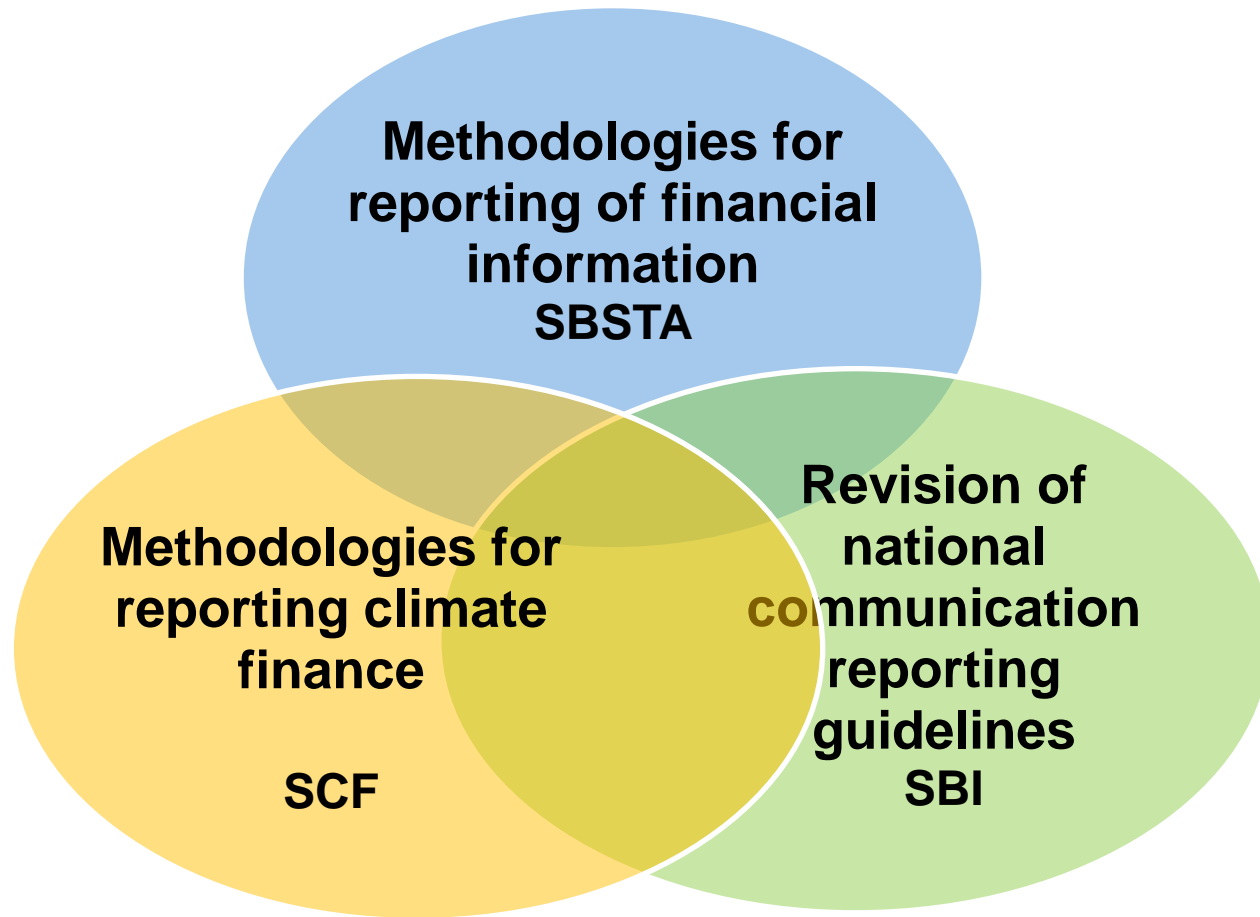 Methodologies for
reporting of financial
information
SBSTA
Methodologies for
reporting climate
finance
SCF
Revision of
national
communication
reporting
guidelines
SBI